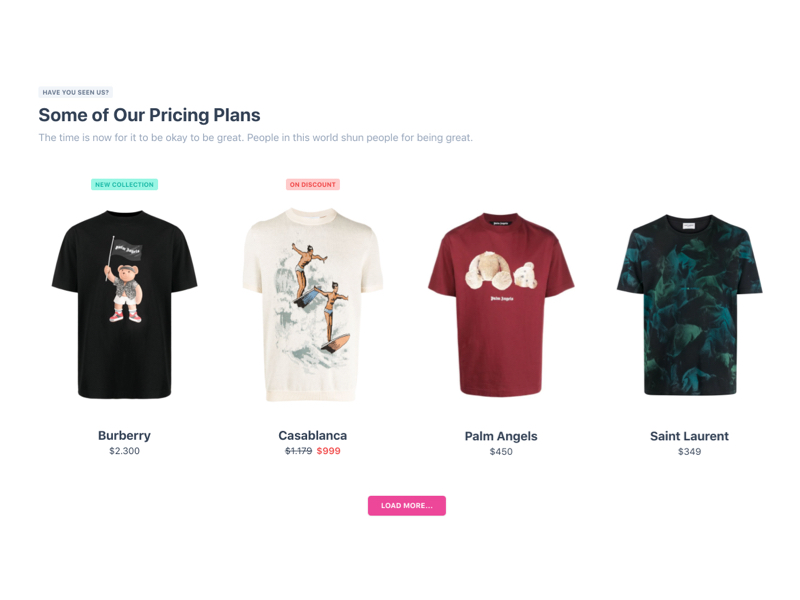 HAVE YOU SEEN US?
Some of Our Pricing Plans
The time is now for it to be okay to be great. People in this world shun people for being great.
NEW COLLECTION
ON DISCOUNT
Palm Angels
Palm Angels
Burberry
Casablanca
Palm Angels
Saint Laurent
$2.300
$1.179 $999
$450
$349
LOAD MORE...